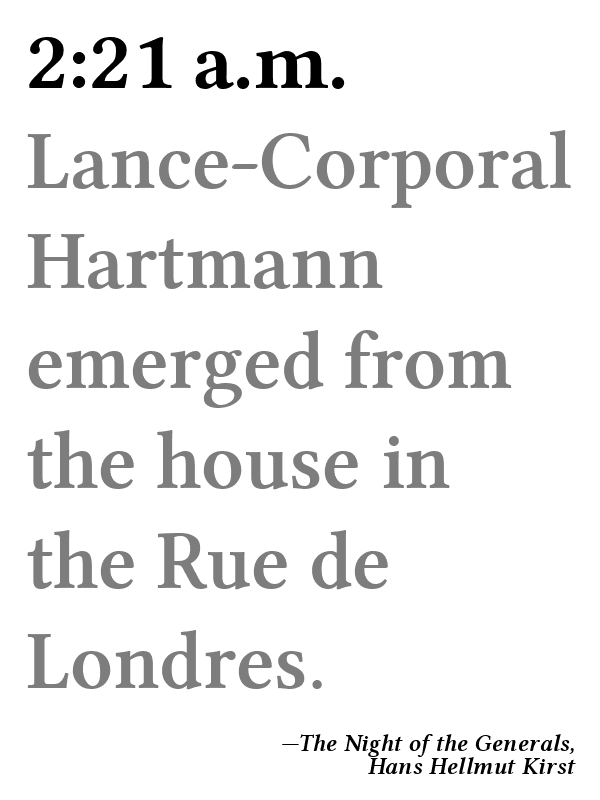 2:21 a.m.
Lance-Corporal
Hartmann
emerged from
the house in
the Rue de
Londres.
—The Night of the Generals,
Hans Hellmut Kirst